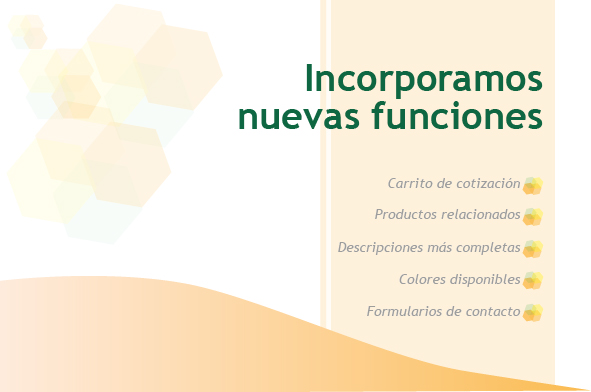 Incorporamos
nuevas funciones
Carrito de cotización
Productos relacionados
Descripciones más completas
Colores disponibles
Formularios de contacto